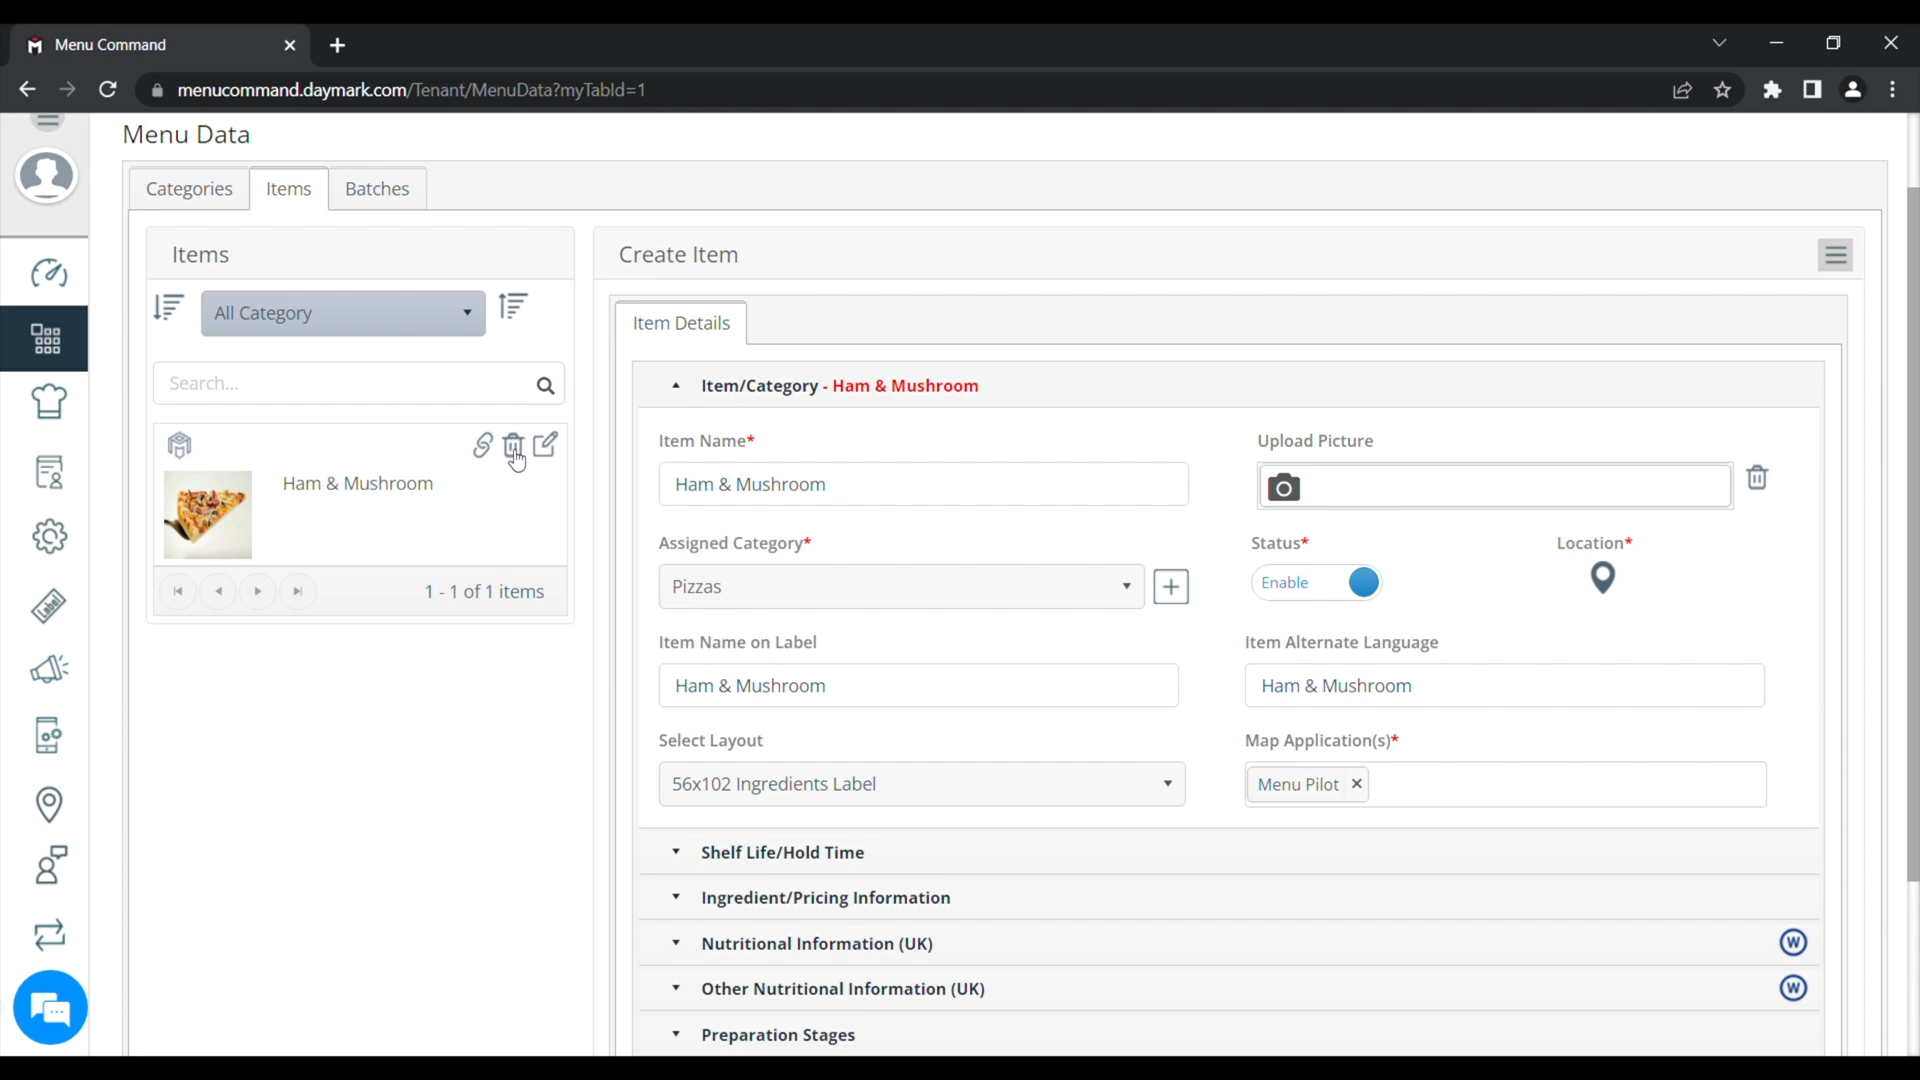 Menu Command
menucommand.daymark.com/Tenant/MenuData?myTabId=1
Menu Data
Categories
Items
Batches
Items
Create Item
All Category
Item Details
Search...
Item/Category - Ham & Mushroom
Item Name*
Upload Picture
Ham & Mushroom
Ham & Mushroom
Assigned Category*
Status*
Location*
Pizzas
Enable
1 - 1 of 1 items
Label
Item Name on Label
Item Alternate Language
Ham & Mushroom
Ham & Mushroom
Select Layout
Map Application(s)*
56x102 Ingredients Label
Menu Pilot
Shelf Life/Hold Time
Ingredient/Pricing Information
Nutritional Information (UK)
W
Other Nutritional Information (UK)
W
Preparation Stages